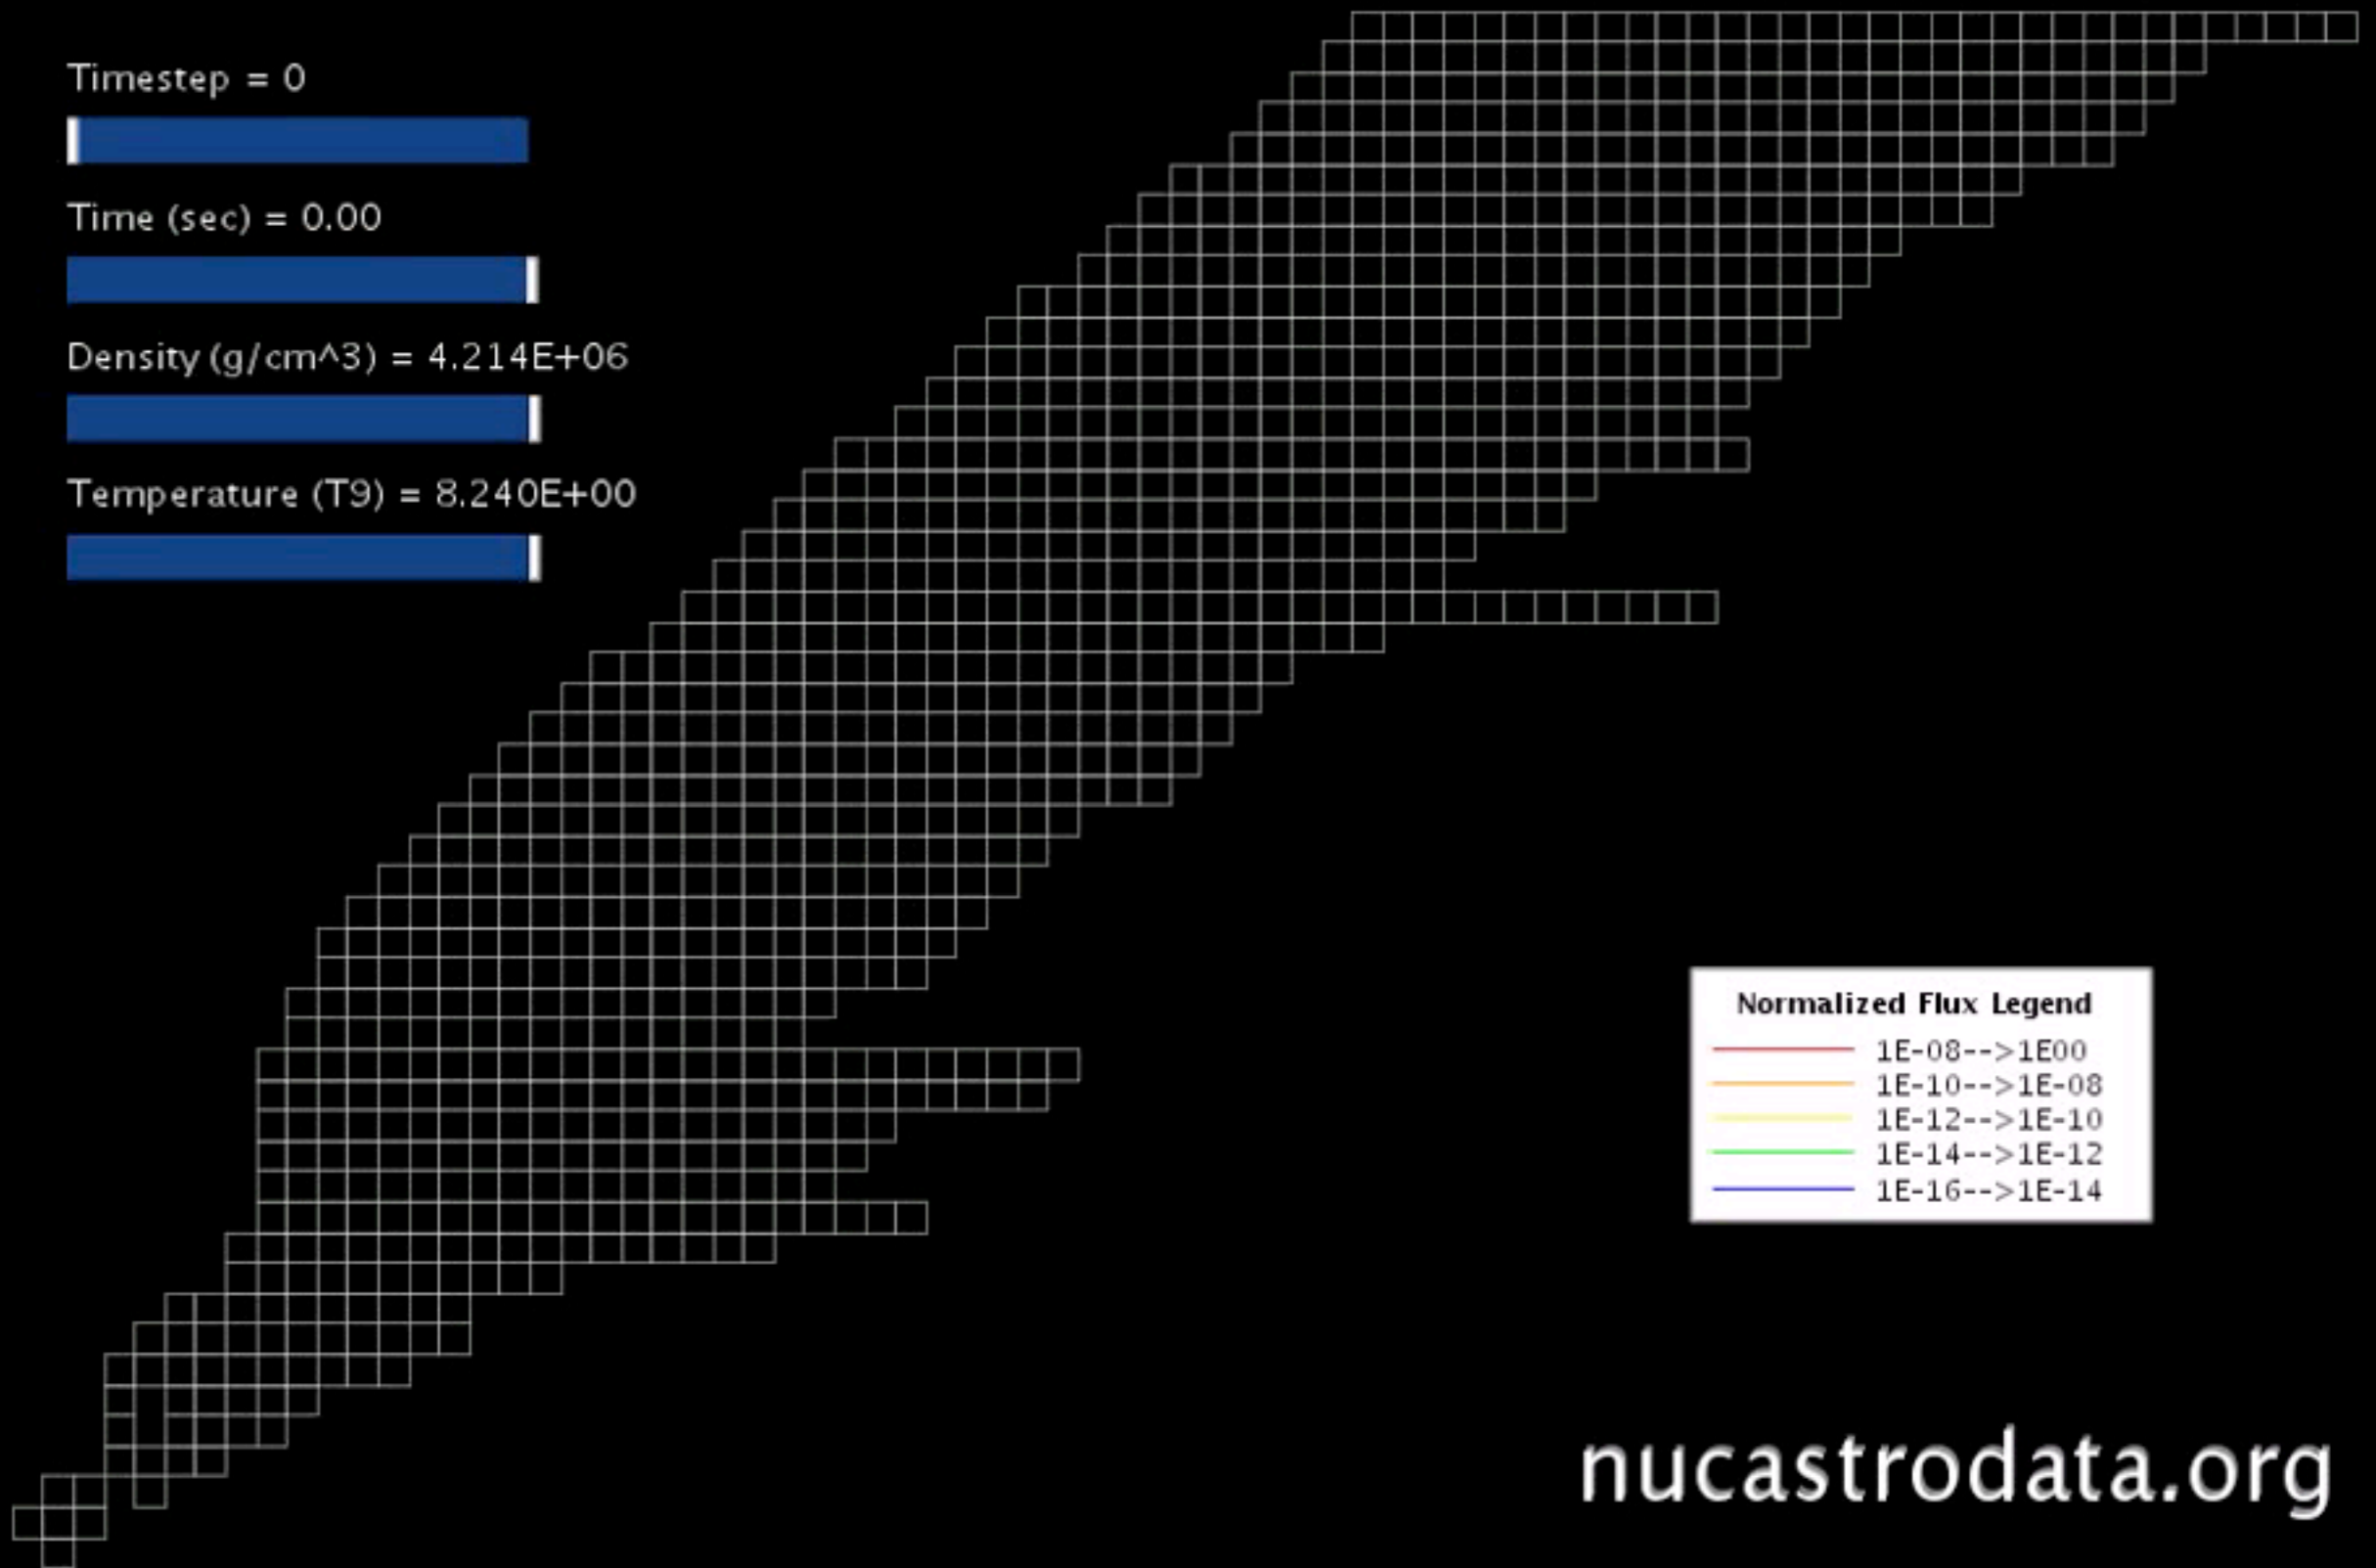 Timestep = 0
Time (sec) = 0.00
Density (g/cm^3) = 4.214E+06
Temperature (T9) = 8.240E+00
Normalized Flux Legend
1E-08-->1E00
1E-10-->1E-08
1E-12-->1E-10
1E-14-->1E-12
1E-16-->1E-14
nucastrodata.org